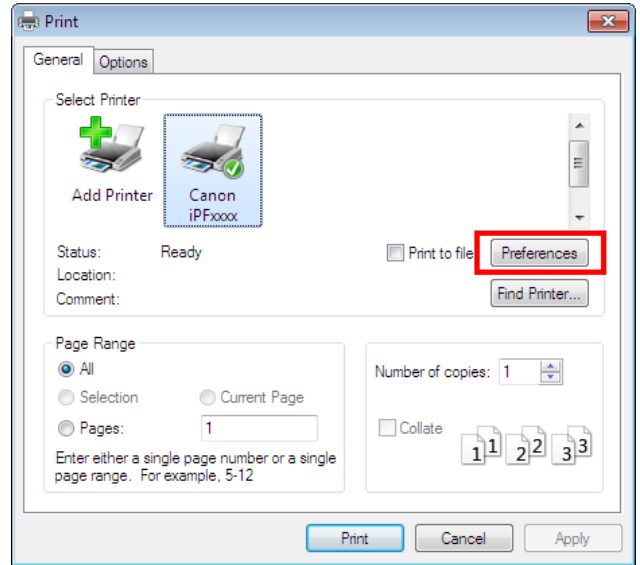 Print
General Options
Select Printer
Add Printer
Canon
iPFxxxx
Status: Ready
Print to file
Preferences
Location:
Comment:
Find Printer...
Page Range
All
Selection
Current Page
Pages: 1
Enter either a single page number or a single
page range. For example, 5-12
Number of copies: 1
Collate
1 1 2 2 3 3
Print Cancel Apply